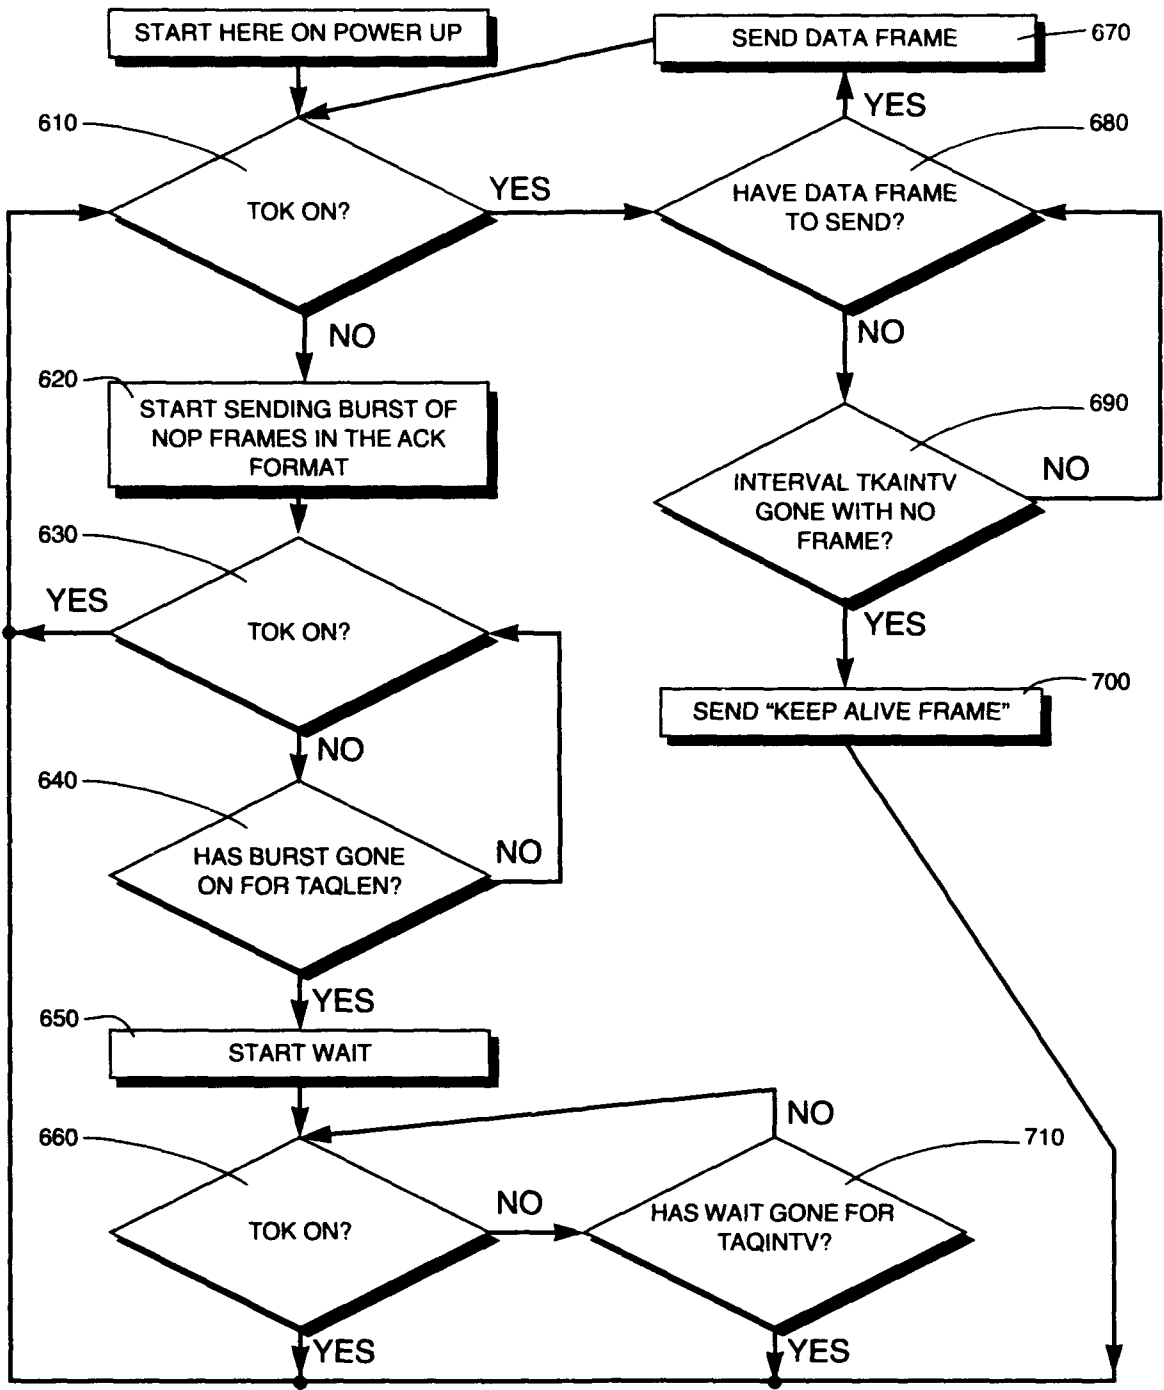 START HERE ON POWER UP
SEND DATA FRAME
670
YES
610
680
TOK ON?
YES
HAVE DATA FRAME
TO SEND?
NO
NO
620
START SENDING BURST OF
NOP FRAMES IN THE ACK
FORMAT
690
INTERVAL TKAINTV
GONE WITH NO
FRAME?
NO
630
YES
TOK ON?
YES
NO
700
SEND “KEEP ALIVE FRAME”
640
HAS BURST GONE
ON FOR TAQLEN?
NO
YES
650
START WAIT
NO
660
710
TOK ON?
NO
HAS WAIT GONE FOR
TAQINTV?
YES
YES